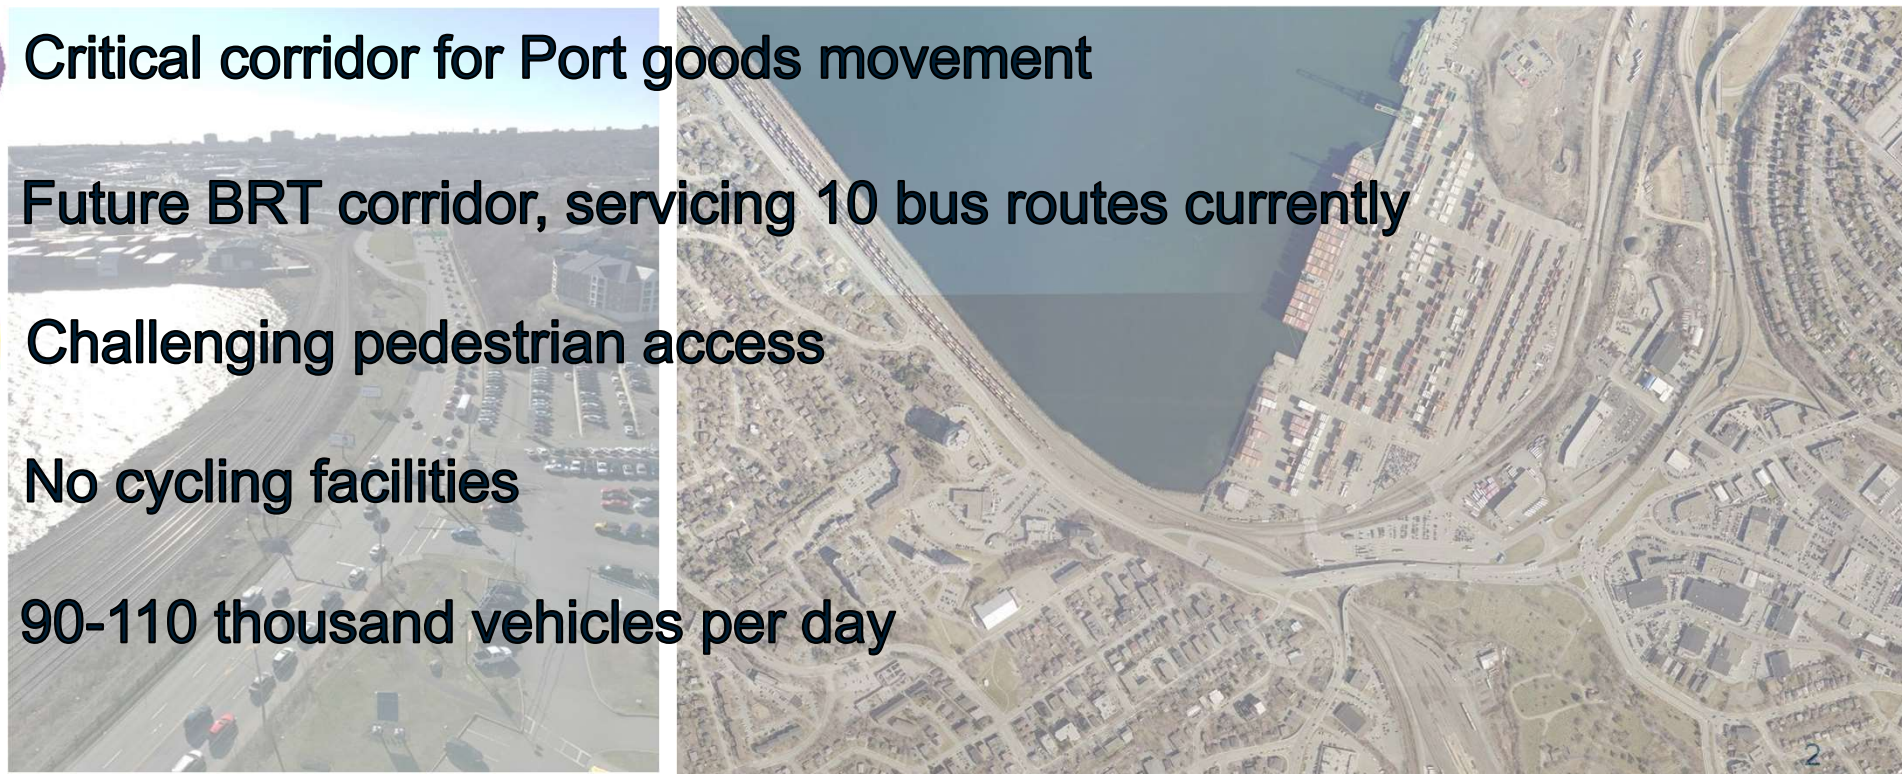 Critical corridor for Port goods movement
Future BRT corridor, servicing 10 bus routes currently
Challenging pedestrian access
No cycling facilities
90-110 thousand vehicles per day
2